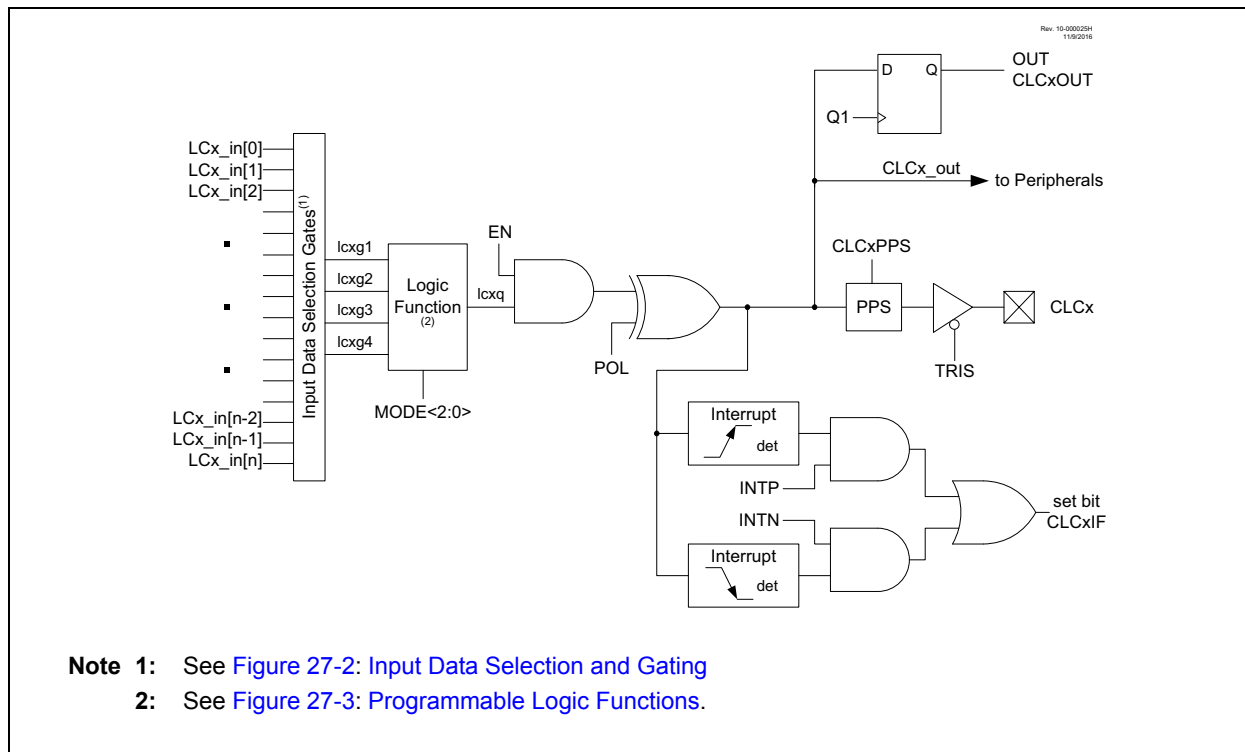 Rev. 10-000025H
11/9/2016
OUT
CLCxOUT
D
Q
Q1
CLCx_out
to Peripherals
LCx_in[0]
LCx_in[1]
LCx_in[2]
LCx_in[n-2]
LCx_in[n-1]
LCx_in[n]
Input Data Selection Gates(1)
lcxg1
lcxg2
lcxg3
lcxg4
Logic
Function
(2)
MODE<2:0>
lcxq
EN
POL
CLCxPPS
PPS
TRIS
CLCx
Interrupt
det
INTP
INTN
Interrupt
det
set bit
CLCxIF
Note 1: See Figure 27-2: Input Data Selection and Gating
2: See Figure 27-3: Programmable Logic Functions.